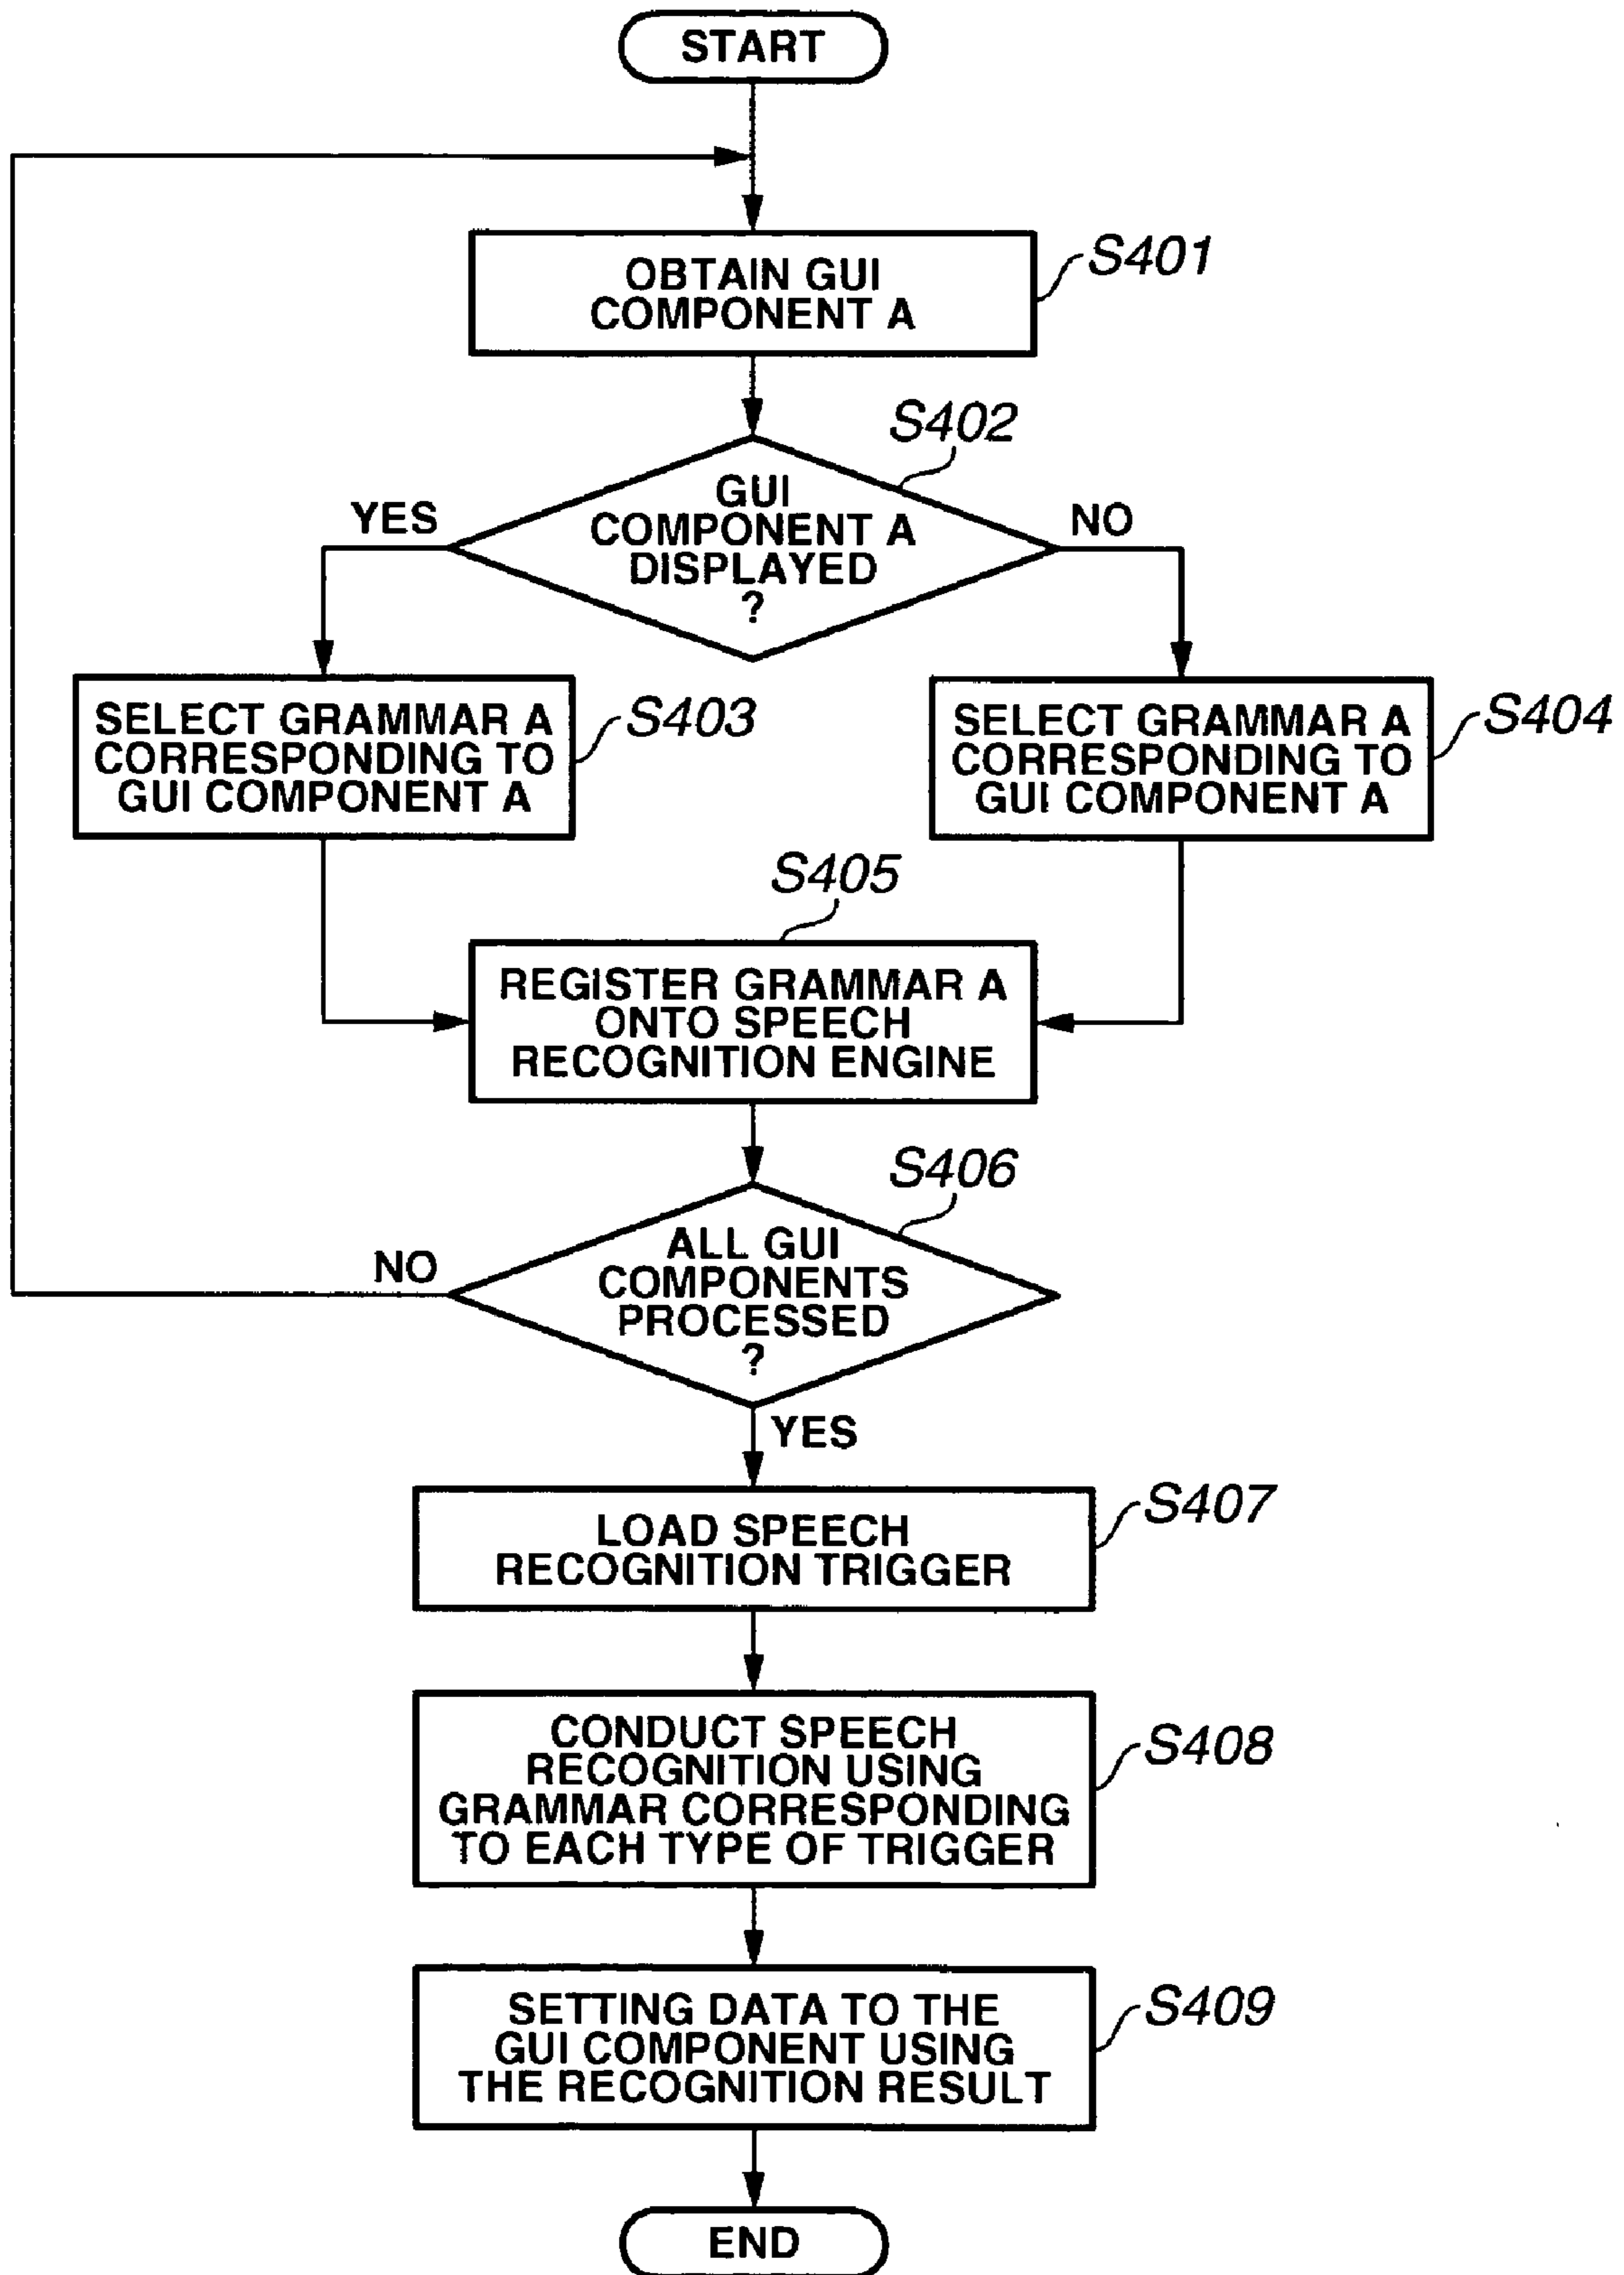 START
OBTAIN GUI
COMPONENT A
S401
S402
GUI
COMPONENT A
DISPLAYED
?
YES
NO
SELECT GRAMMAR A
CORRESPONDING TO
GUI COMPONENT A
S403
SELECT GRAMMAR A
CORRESPONDING TO
GUI COMPONENT A
S404
S405
REGISTER GRAMMAR A
ONTO SPEECH
RECOGNITION ENGINE
S406
ALL GUI
COMPONENTS
PROCESSED
?
NO
YES
LOAD SPEECH
RECOGNITION TRIGGER
S407
CONDUCT SPEECH
RECOGNITION USING
GRAMMAR CORRESPONDING
TO EACH TYPE OF TRIGGER
S408
SETTING DATA TO THE
GUI COMPONENT USING
THE RECOGNITION RESULT
S409
END